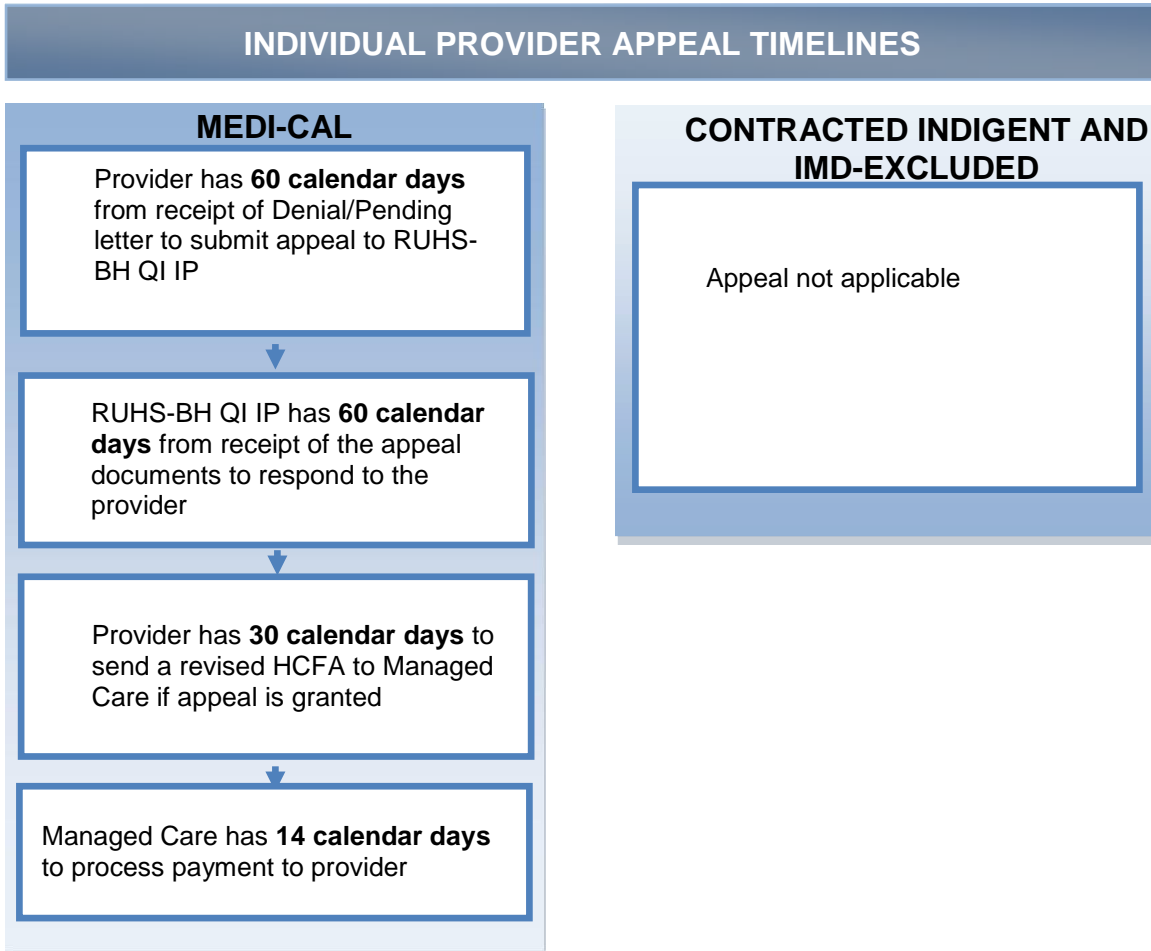 INDIVIDUAL PROVIDER APPEAL TIMELINES
MEDI-CAL
Provider has 60 calendar days
from receipt of Denial/Pending
letter to submit appeal to RUHS-
BH QI IP
RUHS-BH QI IP has 60 calendar
days from receipt of the appeal
documents to respond to the
provider
Provider has 30 calendar days to
send a revised HCFA to Managed
Care if appeal is granted
Managed Care has 14 calendar days
to process payment to provider
CONTRACTED INDIGENT AND
IMD-EXCLUDED
Appeal not applicable